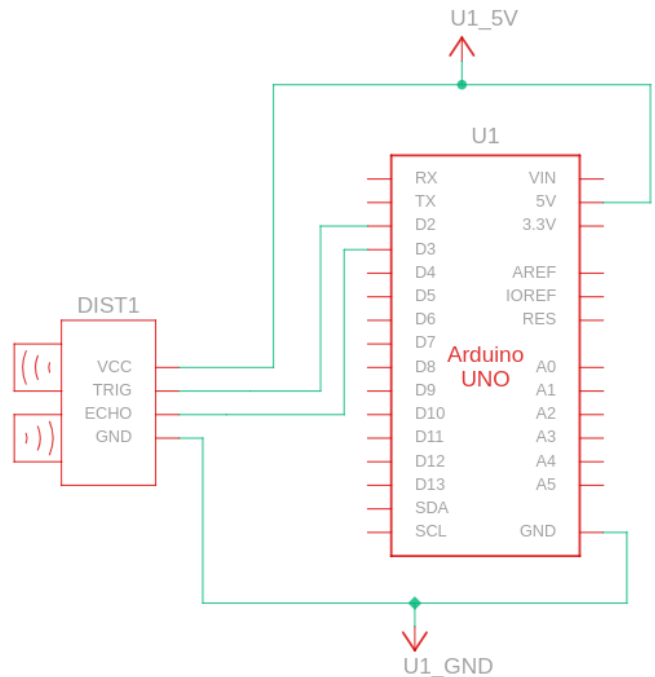 U1_5V
U1
RX
TX
D2
D3
D4
D5
D6
D7
D8
D9
D10
D11
D12
D13
SDA
SCL
VIN
5V
3.3V
AREF
IOREF
RES
A0
A1
A2
A3
A4
A5
GND
Arduino
UNO
DIST1
VCC
TRIG
ECHO
GND
U1_GND